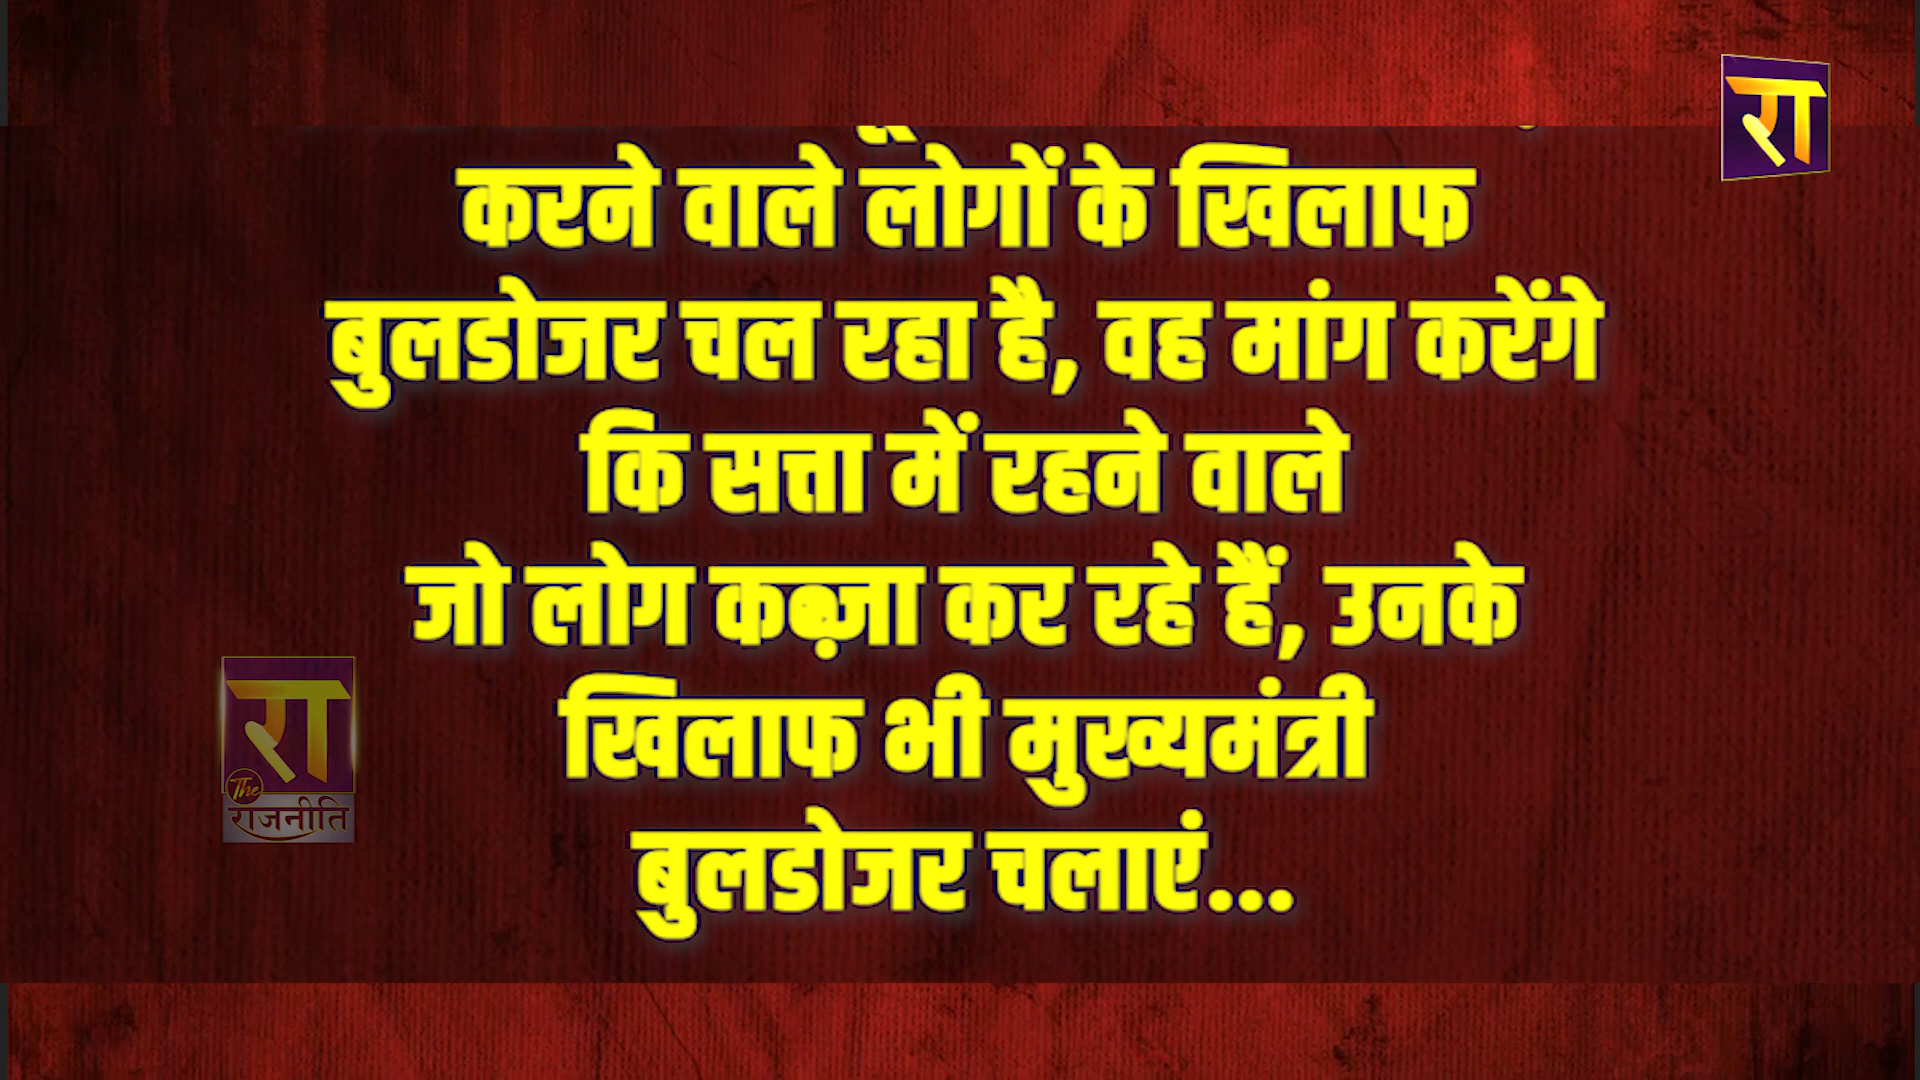 रा
करने वाले लोगों के खिलाफ
बुलडोजर चल रहा है, वह मांग करेंगे
कि सत्ता में रहने वाले
जो लोग कब्ज़ा कर रहे हैं, उनके
खिलाफ भी मुख्यमंत्री
बुलडोजर चलाएं...
रा
The
राजनीति